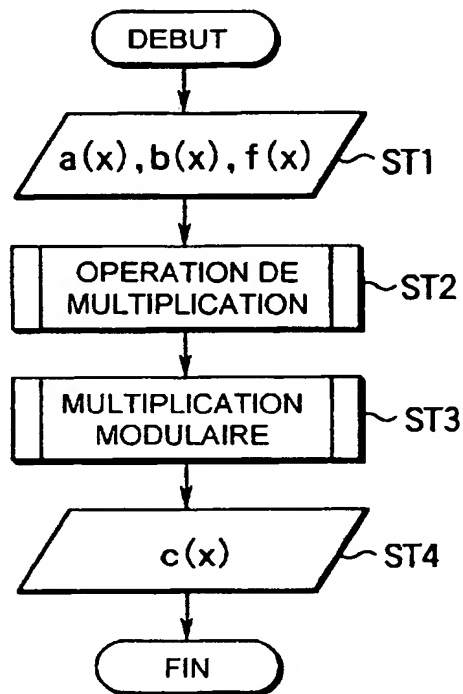 DEBUT
a(x), b(x), f(x) ST1
OPERATION DE
MULTIPLICATION ST2
MULTIPLICATION
MODULAIRE ST3
c(x) ST4
FIN